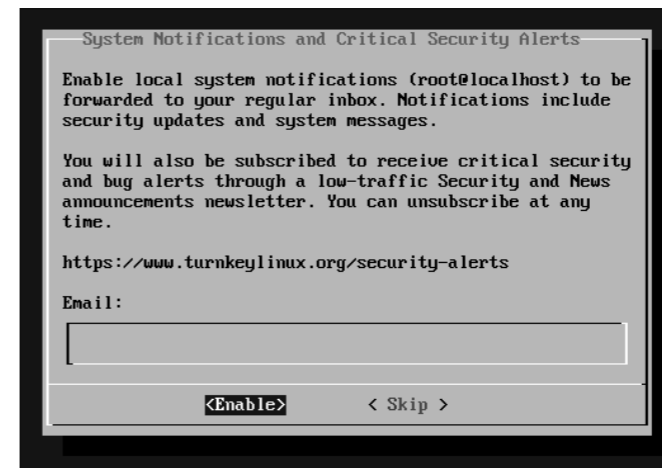 System Notifications and Critical Security Alerts
Enable local system notifications (root@localhost) to be
forwarded to your regular inbox. Notifications include
security updates and system messages.
You will also be subscribed to receive critical security
and bug alerts through a low-traffic Security and News
announcements newsletter. You can unsubscribe at any
time.
https://www.turnkeylinux.org/security-alerts
Email:
<Enable> < Skip >